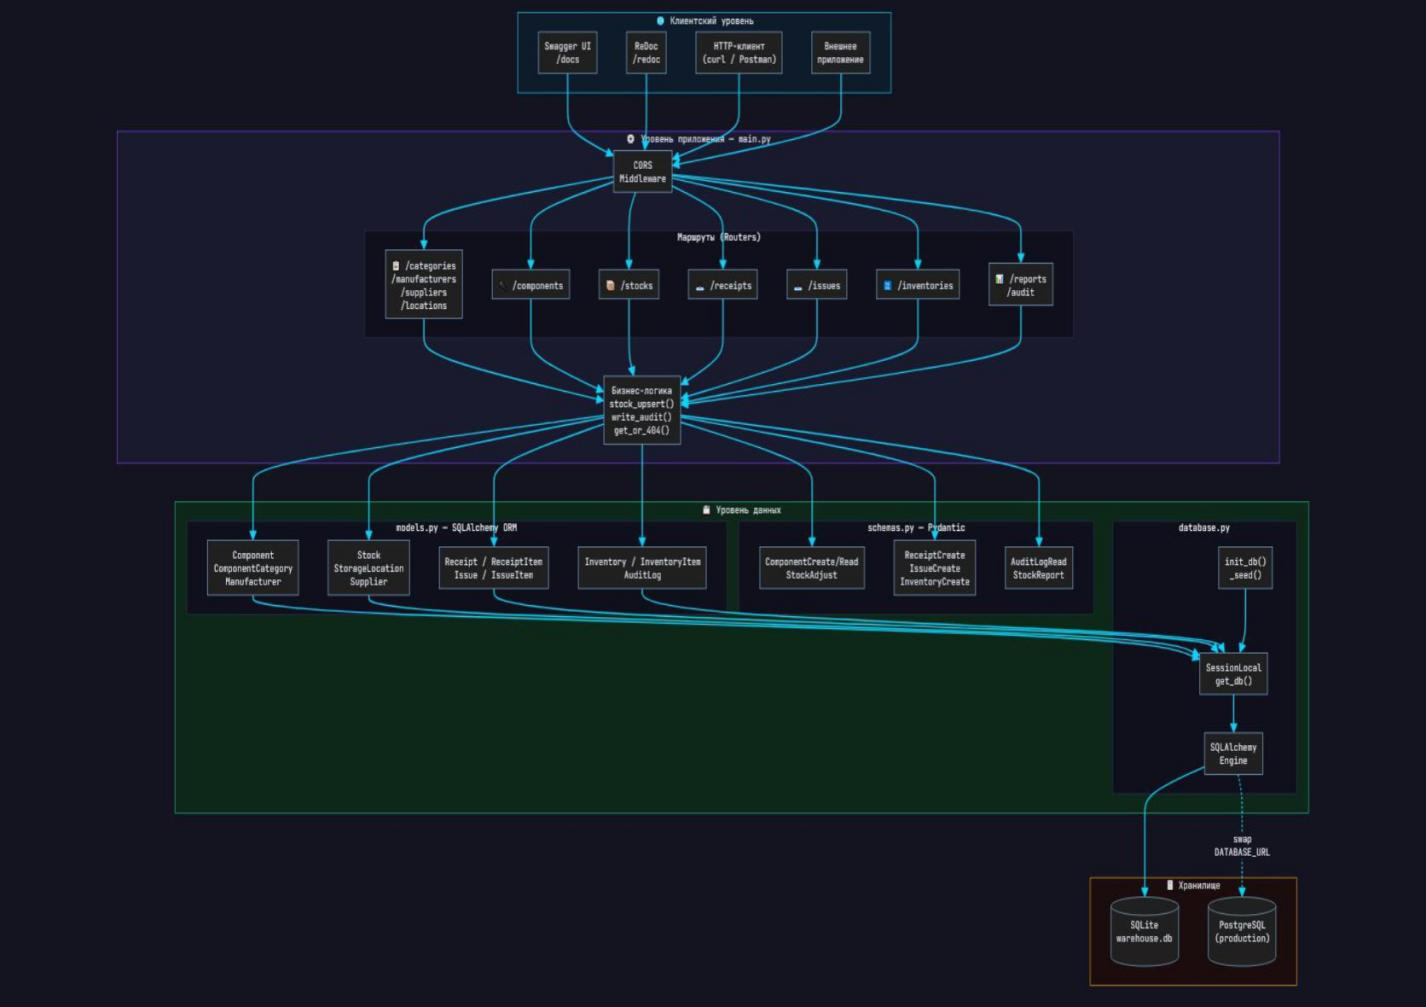 Клиентский уровень
Swagger UI
/docs
ReDoc
/redoc
HTTP-клиент
(curl / Postman)
Внешнее
приложение
Уровень приложения — main.py
CORS
Middleware
Маршруты (Routers)
/categories
/manufacturers
/suppliers
/locations
/components
/stocks
/receipts
/issues
/inventories
/reports
/audit
Бизнес-логика
stock_upsert()
write_audit()
get_or_404()
Уровень данных
models.py — SQLAlchemy ORM
Component
ComponentCategory
Manufacturer
Stock
StorageLocation
Supplier
Receipt / ReceiptItem
Issue / IssueItem
Inventory / InventoryItem
AuditLog
schemas.py — Pydantic
ComponentCreate/Read
StockAdjust
ReceiptCreate
IssueCreate
InventoryCreate
AuditLogRead
StockReport
database.py
init_db()
_seed()
SessionLocal
get_db()
SQLAlchemy
Engine
swap
DATABASE_URL
Хранилище
SQLite
warehouse.db
PostgreSQL
(production)